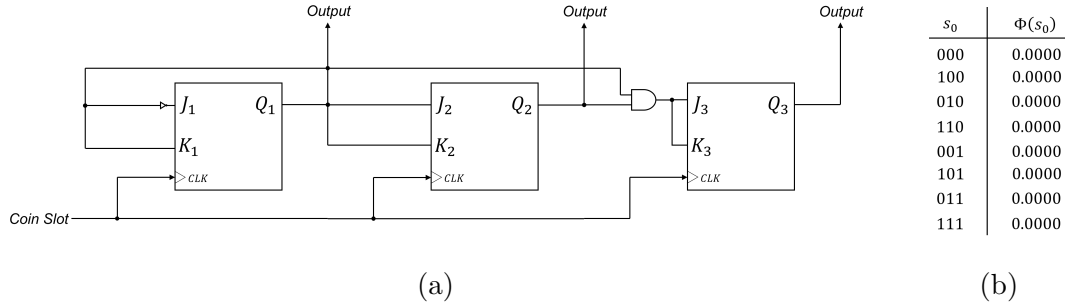 Output Output Output
J₁ Q₁ J₂ Q₂ J₃ Q₃
K₁ K₂ K₃
CLK CLK CLK
Coin Slot
(a)
s₀ Φ(s₀)
000 0.0000
100 0.0000
010 0.0000
110 0.0000
001 0.0000
101 0.0000
011 0.0000
111 0.0000
(b)